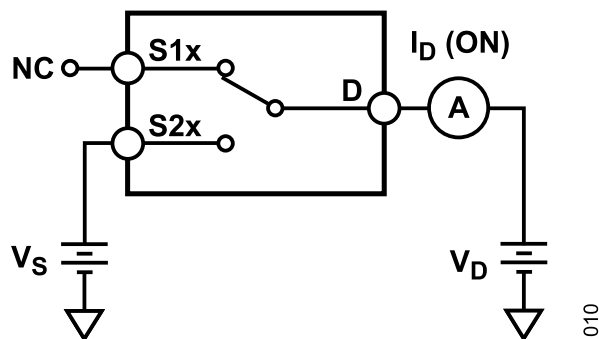 I_D (ON)
NC
S1x
D
A
S2x
V_S
V_D
010